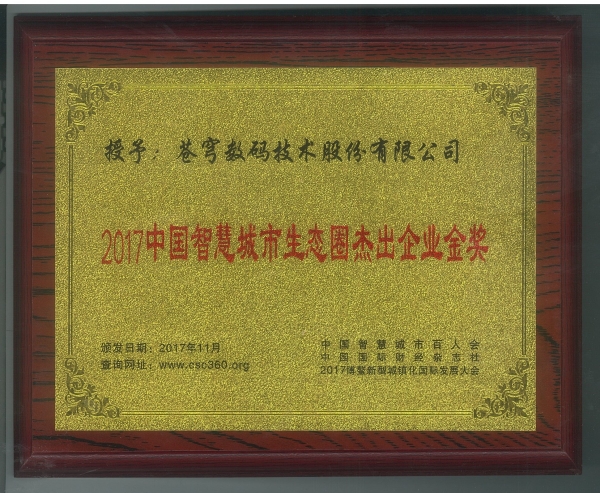 授予：苍穹数码技术股份有限公司
2017中国智慧城市生态圈杰出企业金奖
颁发日期：2017年11月
查询网址：www.csc360.org
中国智慧城市百人会
中国国际财经杂志社
2017博鳌新型城镇化国际发展大会